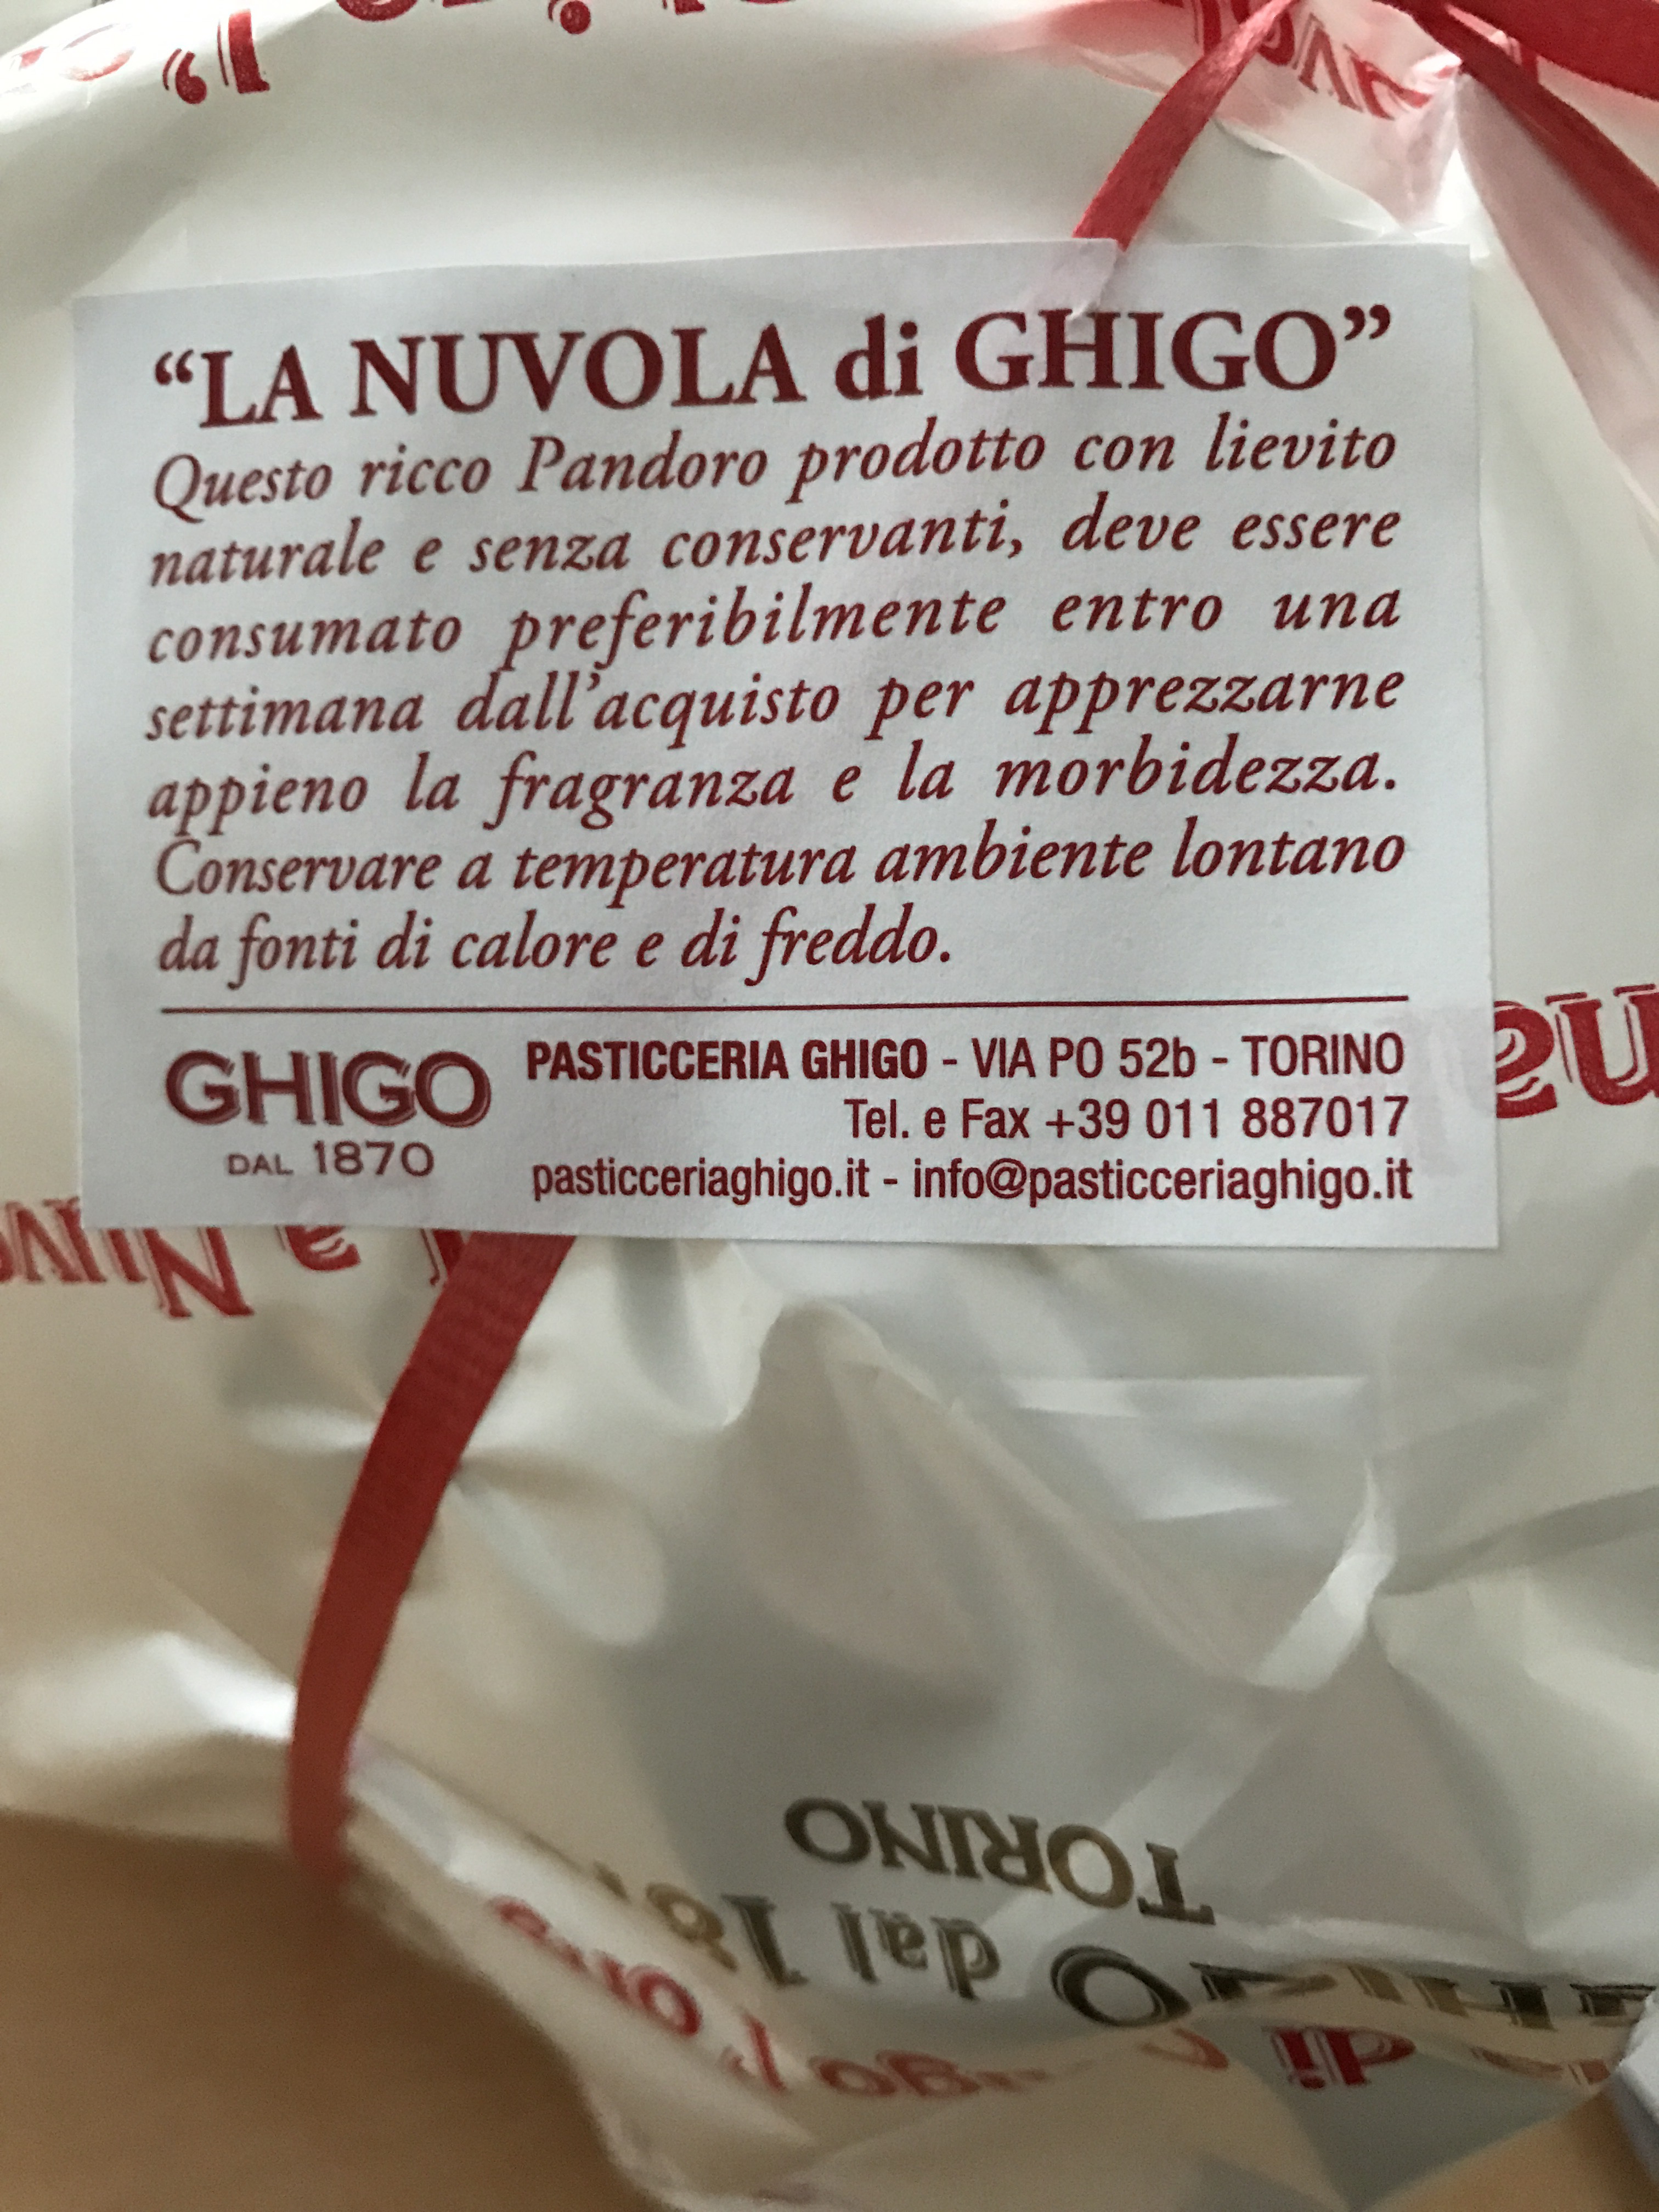 “LA NUVOLA di GHIGO”
Questo ricco Pandoro prodotto con lievito
naturale e senza conservanti, deve essere
consumato preferibilmente entro una
settimana dall’acquisto per apprezzarne
appieno la fragranza e la morbidezza.
Conservare a temperatura ambiente lontano
da fonti di calore e di freddo.
GHIGO
DAL 1870
PASTICCERIA GHIGO - VIA PO 52b - TORINO
Tel. e Fax +39 011 887017
pasticceriaghigo.it - info@pasticceriaghigo.it
La
TORINO
dal
di